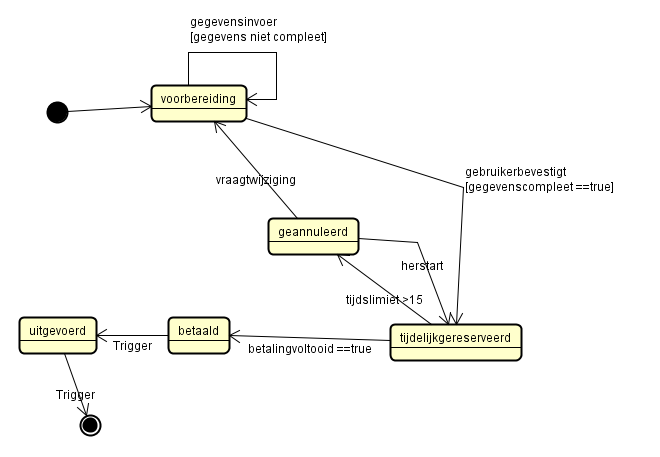 gegevensinvoer
[gegevens niet compleet]
voorbereiding
gebruikerbevestigt
[gegevenscompleet ==true]
vraagtwijziging
geannuleerd
herstart
tijdslimiet >15
uitgevoerd
betaald
tijdelijkgereserveerd
Trigger
betalingvoltooid ==true
Trigger